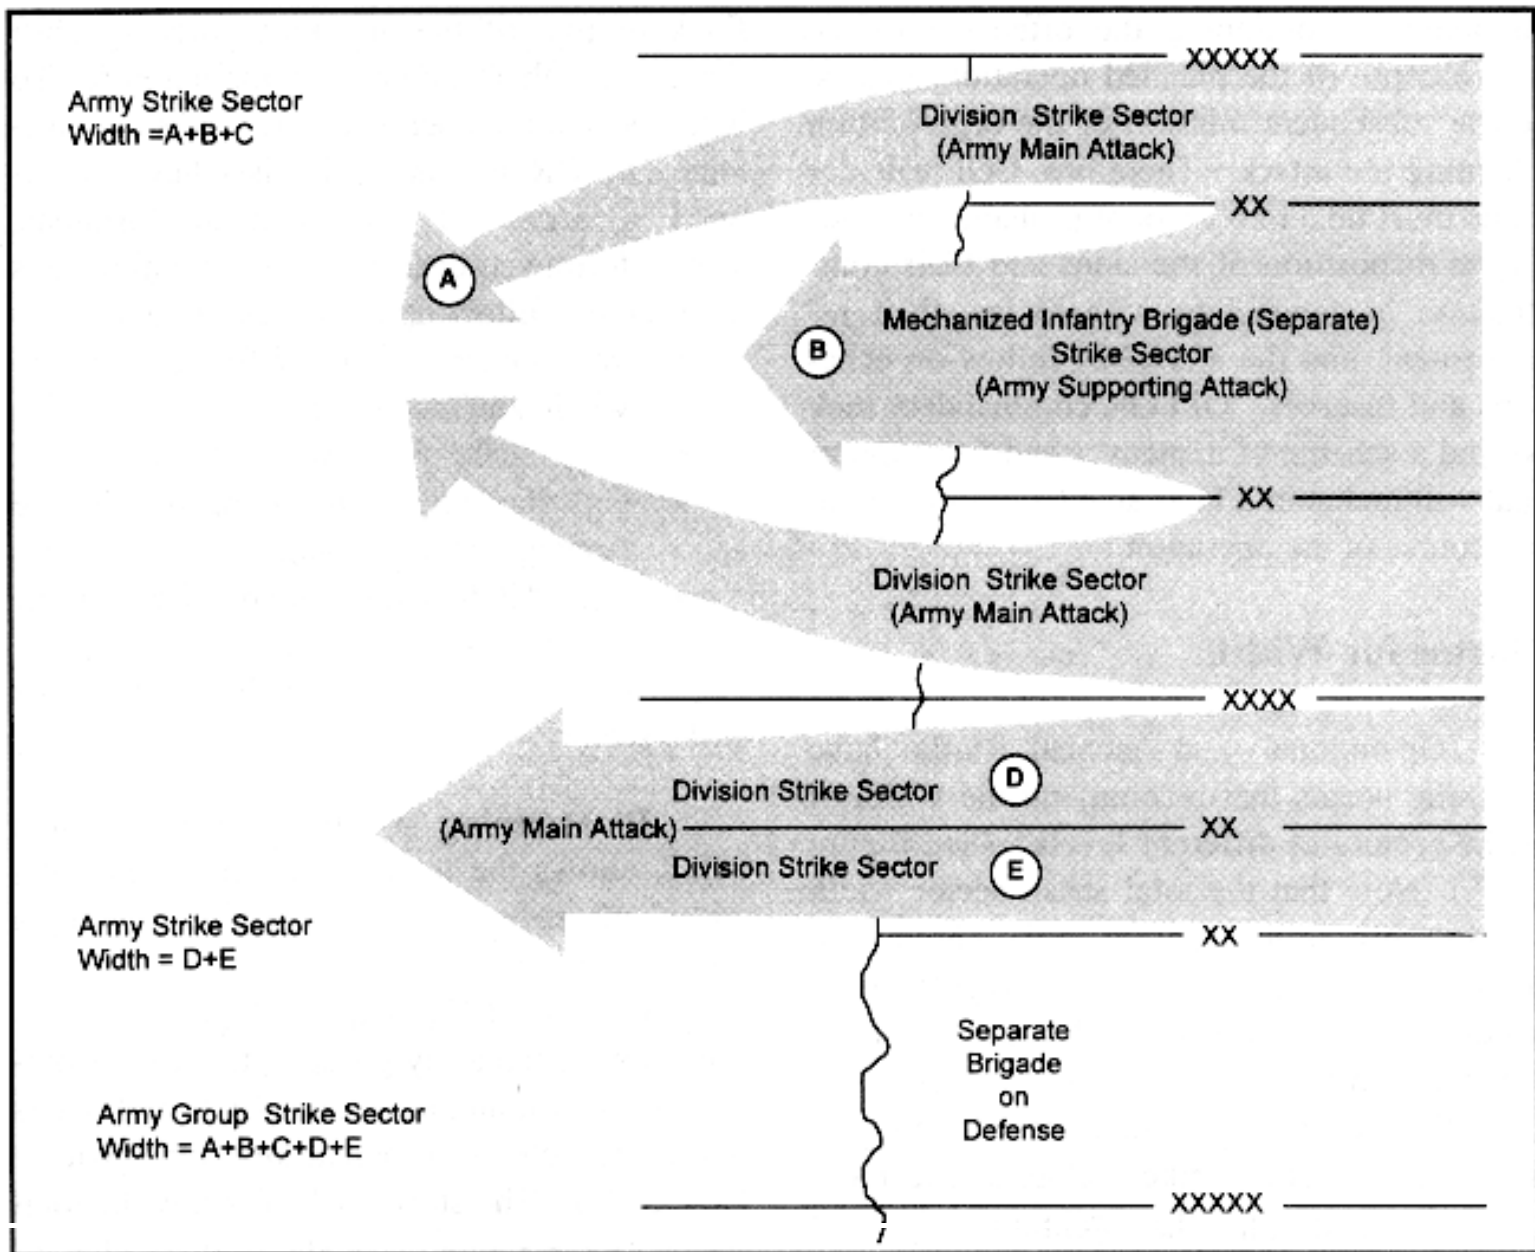 XXXXX
Army Strike Sector
Width =A+B+C
Division Strike Sector
(Army Main Attack)
XX
A
Mechanized Infantry Brigade (Separate)
Strike Sector
(Army Supporting Attack)
B
XX
Division Strike Sector
(Army Main Attack)
XXXX
Division Strike Sector
D
(Army Main Attack)
XX
Division Strike Sector
E
Army Strike Sector
Width = D+E
XX
Separate
Brigade
on
Defense
Army Group Strike Sector
Width = A+B+C+D+E
XXXXX